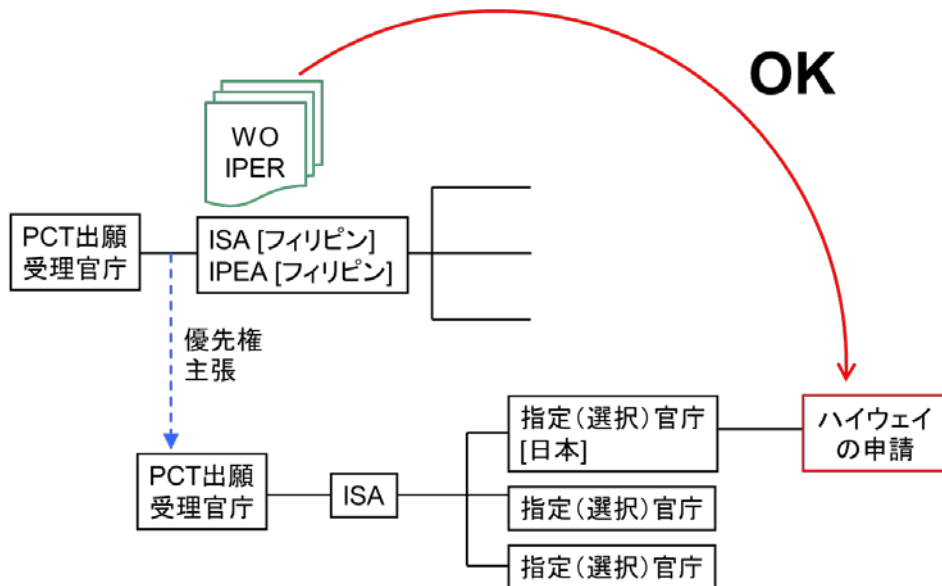 OK
WO
IPER
PCT出願
受理官庁
ISA [フィリピン]
IPEA [フィリピン]
優先権
主張
PCT出願
受理官庁
ISA
指定(選択)官庁
[日本]
ハイウェイ
の申請
指定(選択)官庁
指定(選択)官庁